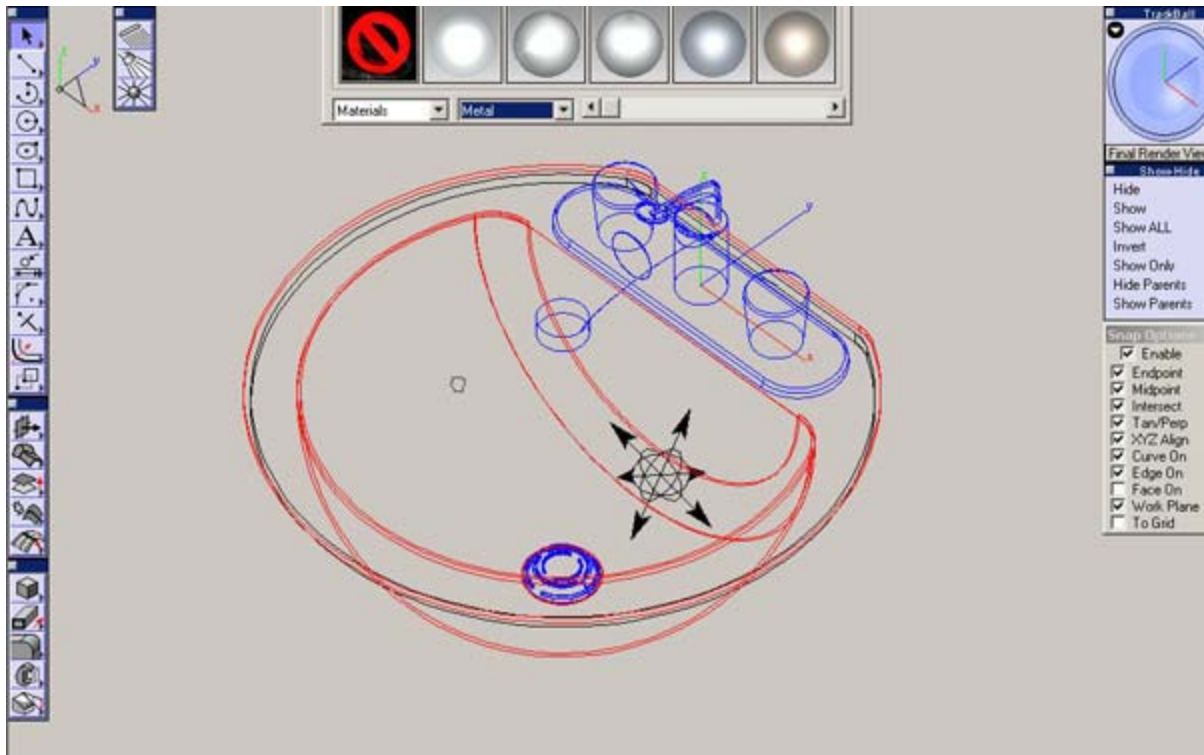 TrackBall
z
y
x
Materials
Metal
Final Render View
Show-Hide
Hide
Show
Show ALL
Invert
Show Only
Hide Parents
Show Parents
z
y
x
Snap Options
Enable
Endpoint
Midpoint
Intersect
Tan/Perp
XYZ Align
Curve On
Edge On
Face On
Work Plane
To Grid
A